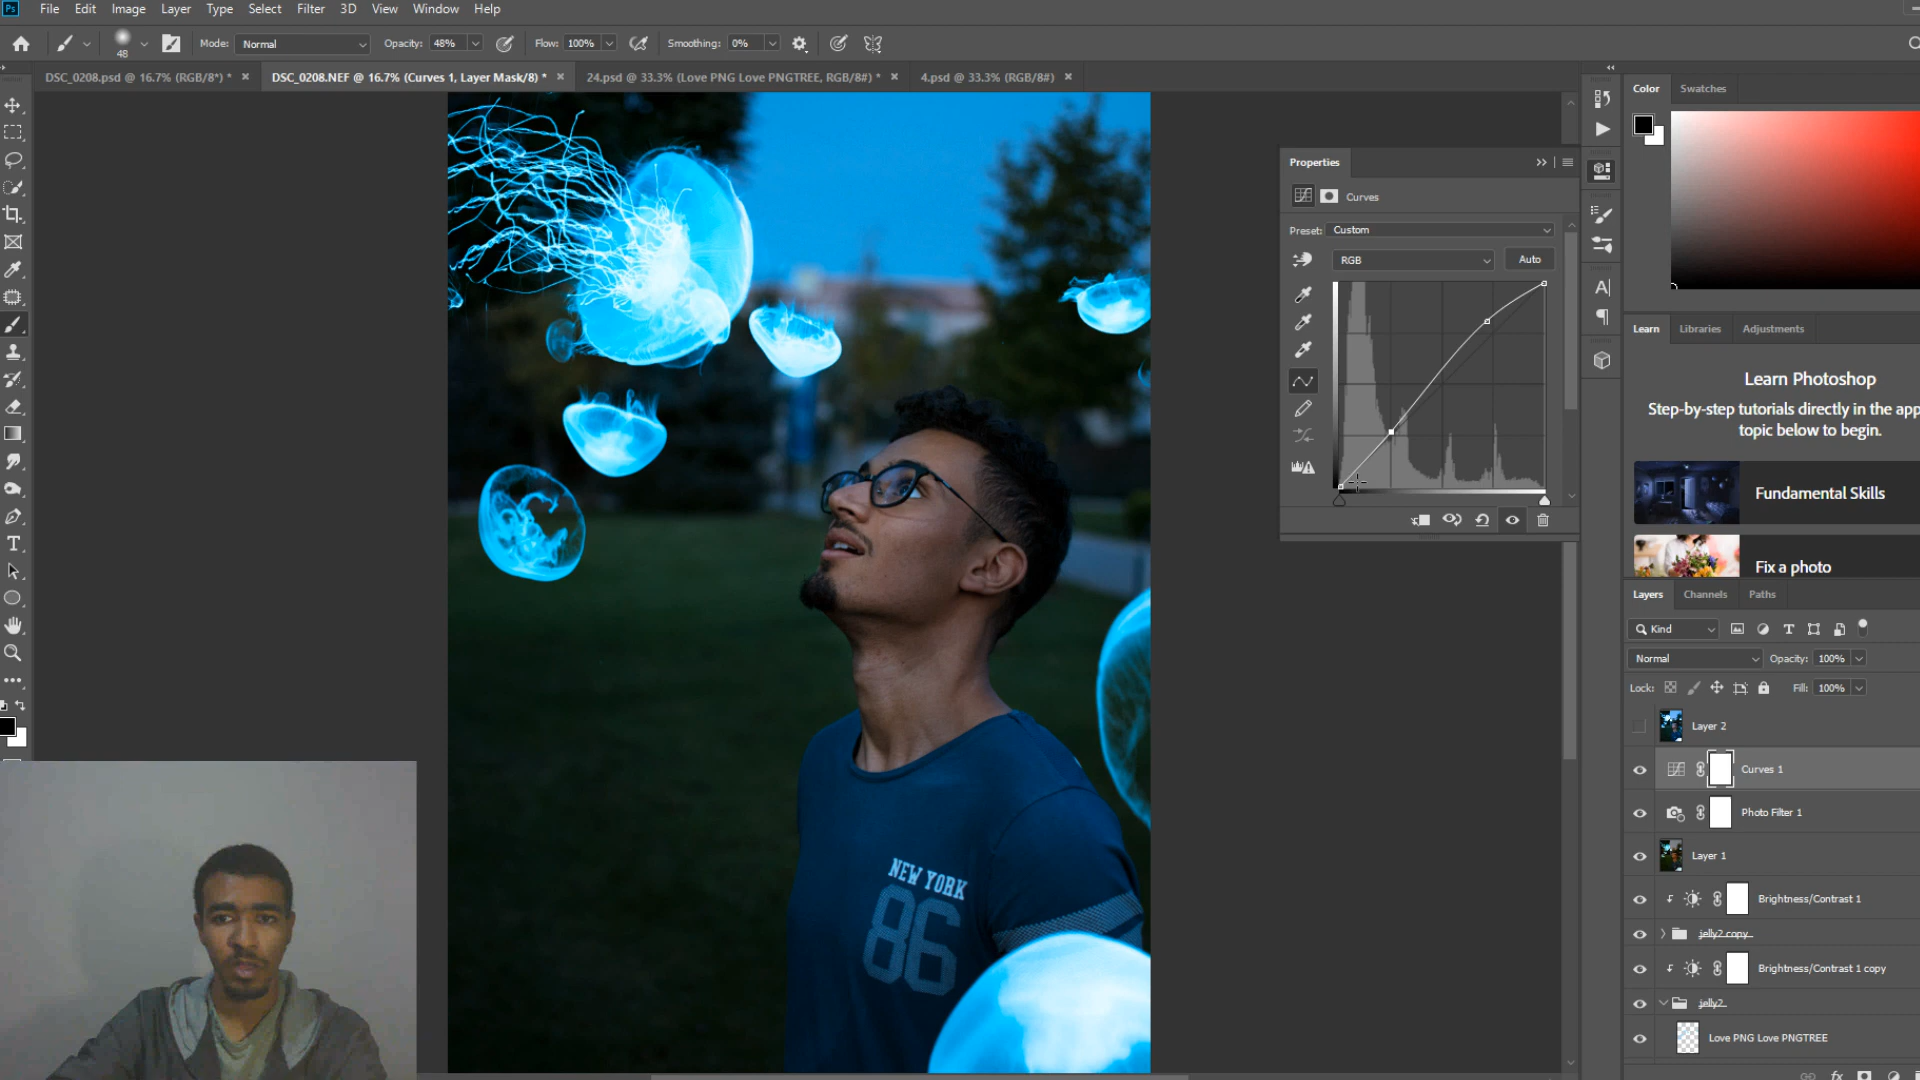 Ps File Edit Image Layer Type Select Filter 3D View Window Help
48 Mode: Normal Opacity: 48% Flow: 100% Smoothing: 0%
DSC_0208.psd @ 16.7% (RGB/8*) * × DSC_0208.NEF @ 16.7% (Curves 1, Layer Mask/8) * × 24.psd @ 33.3% (Love PNG Love PNGTREE, RGB/8#) * × 4.psd @ 33.3% (RGB/8#) ×
Properties
Curves
Preset: Custom
RGB Auto
Color Swatches
Learn Libraries Adjustments
Learn Photoshop
Step-by-step tutorials directly in the app
topic below to begin.
Fundamental Skills
Fix a photo
Layers Channels Paths
Kind
Normal Opacity: 100%
Lock: Fill: 100%
Layer 2
Curves 1
Photo Filter 1
Layer 1
Brightness/Contrast 1
jelly2 copy
Brightness/Contrast 1 copy
jelly2
Love PNG Love PNGTREE
fx
NEW YORK
86